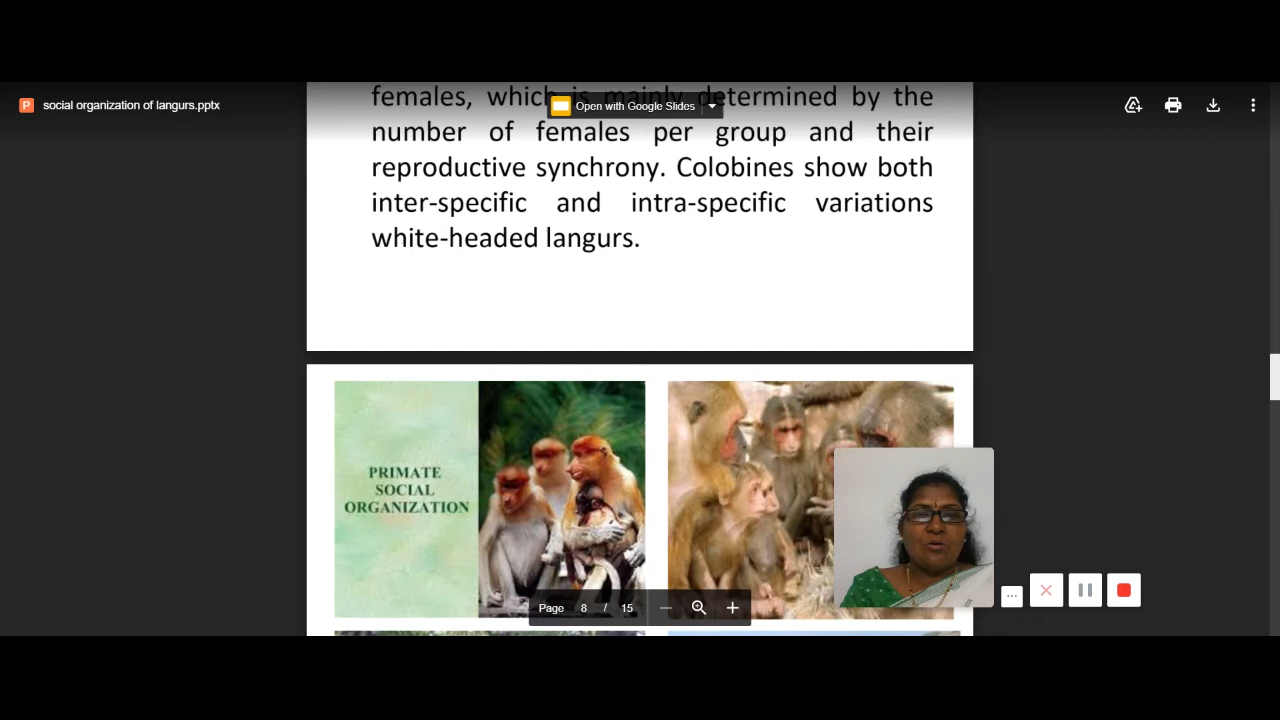 P social organization of langurs.pptx
Open with Google Slides
females, which is mainly determined by the
number of females per group and their
reproductive synchrony. Colobines show both
inter-specific and intra-specific variations
white-headed langurs.
PRIMATE
SOCIAL
ORGANIZATION
Page 8 / 15